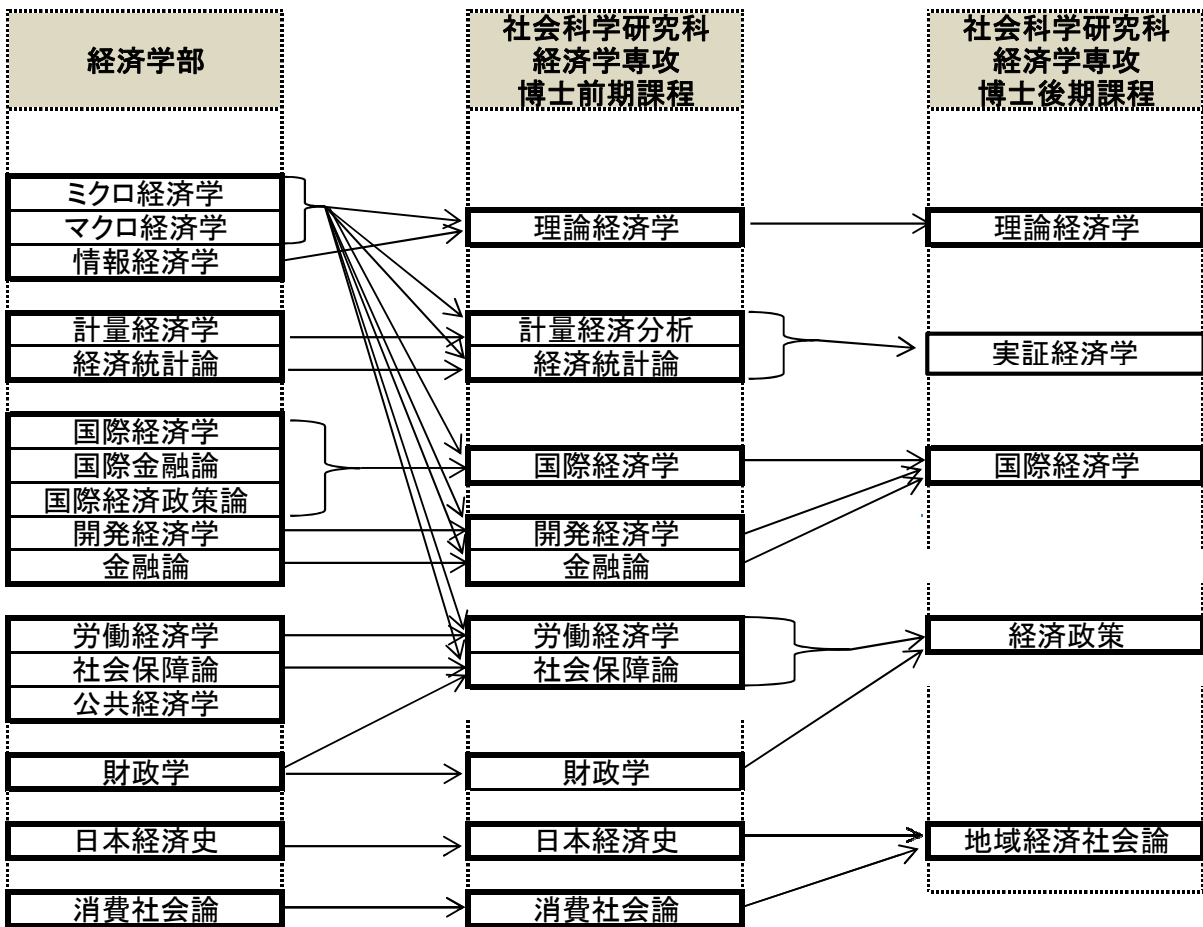 経済学部
社会科学研究科
経済学専攻
博士前期課程
社会科学研究科
経済学専攻
博士後期課程
ミクロ経済学
マクロ経済学
情報経済学
計量経済学
経済統計論
国際経済学
国際金融論
国際経済政策論
開発経済学
金融論
労働経済学
社会保障論
公共経済学
財政学
日本経済史
消費社会論
理論経済学
計量経済分析
経済統計論
国際経済学
開発経済学
金融論
労働経済学
社会保障論
財政学
日本経済史
消費社会論
理論経済学
実証経済学
国際経済学
経済政策
地域経済社会論